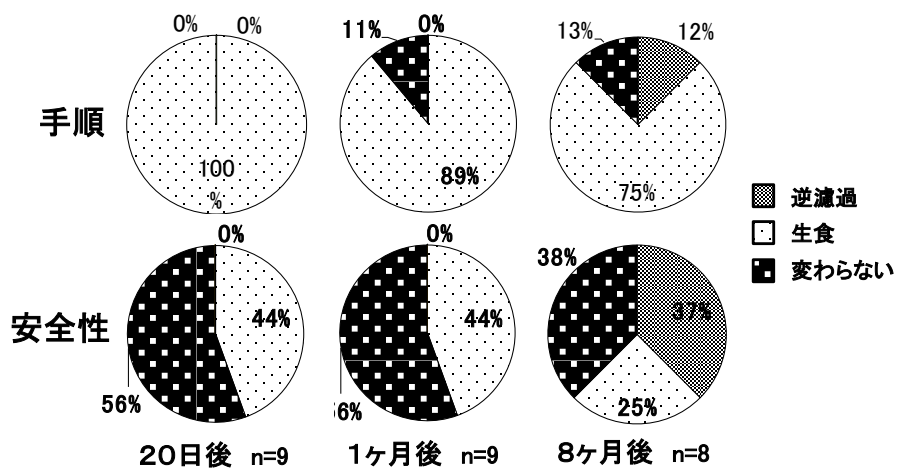 0% 0%
11% 0%
13% 12%
手順
100
%
89%
75%
逆濾過
生食
変わらない
0%
0%
38%
44%
44%
37%
安全性
56%
6%
25%
20日後 n=9
1ヶ月後 n=9
8ヶ月後 n=8